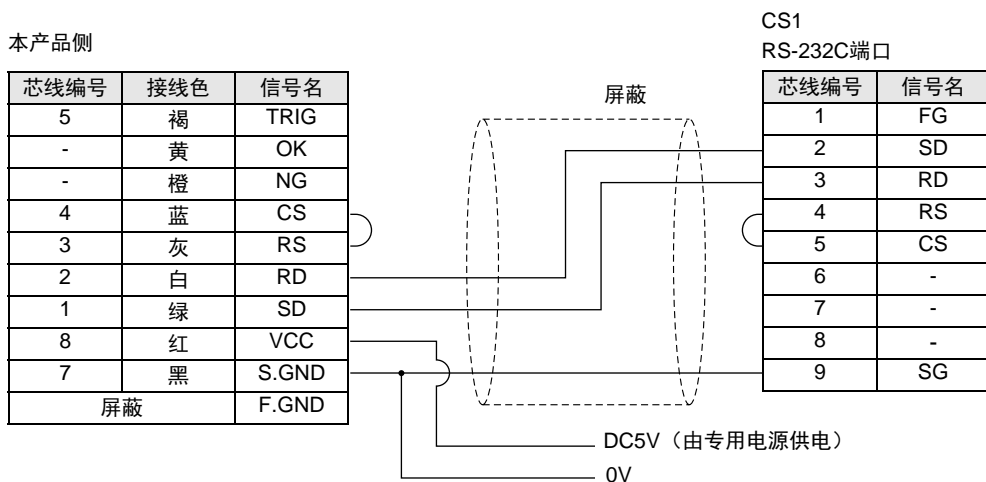 本产品侧
芯线编号 接线色 信号名
5 褐 TRIG
- 黄 OK
- 橙 NG
4 蓝 CS
3 灰 RS
2 白 RD
1 绿 SD
8 红 VCC
7 黑 S.GND
屏蔽 F.GND
屏蔽
CS1
RS-232C端口
芯线编号 信号名
1 FG
2 SD
3 RD
4 RS
5 CS
6 -
7 -
8 -
9 SG
DC5V（由专用电源供电）
0V